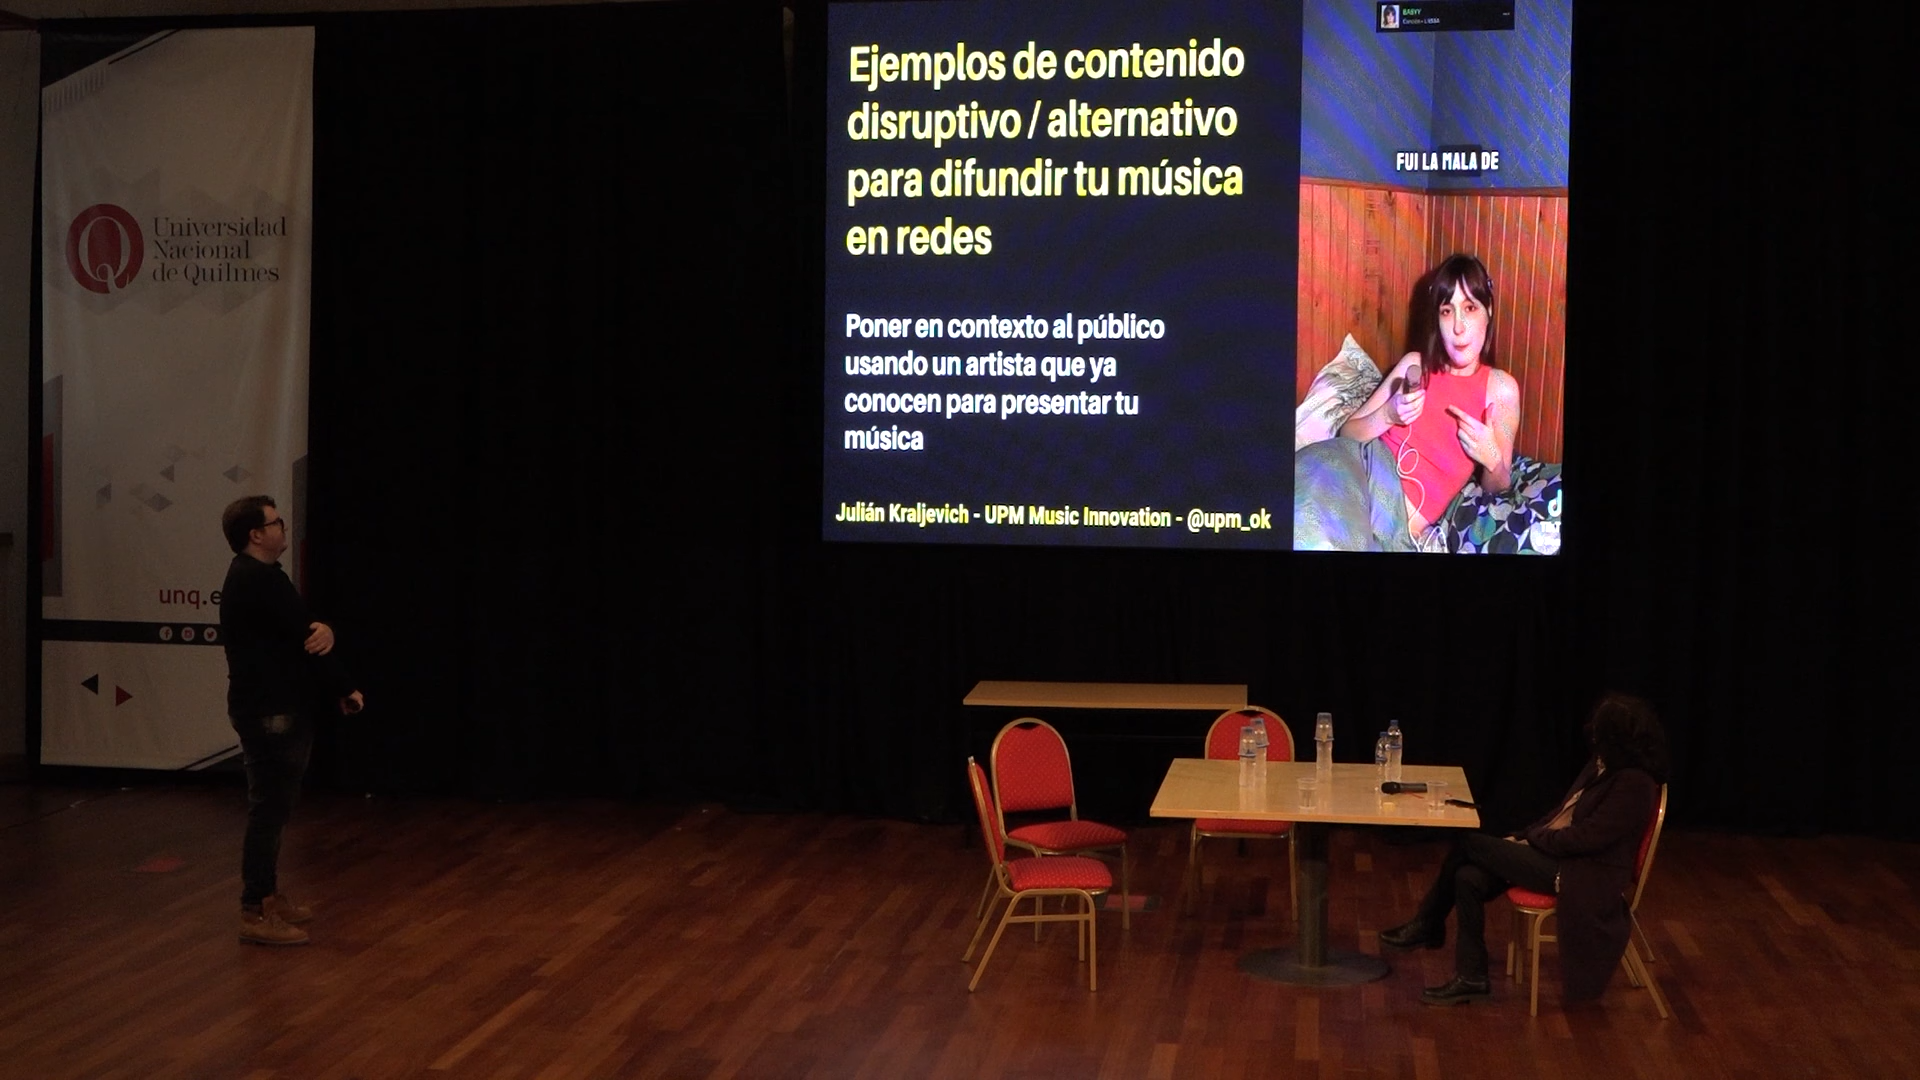 Universidad
Nacional
de Quilmes
unq.e
Ejemplos de contenido
disruptivo / alternativo
para difundir tu música
en redes
Poner en contexto al público
usando un artista que ya
conocen para presentar tu
música
Julián Kraljevich - UPM Music Innovation - @upm_ok
BABYY
FUI LA MALA DE